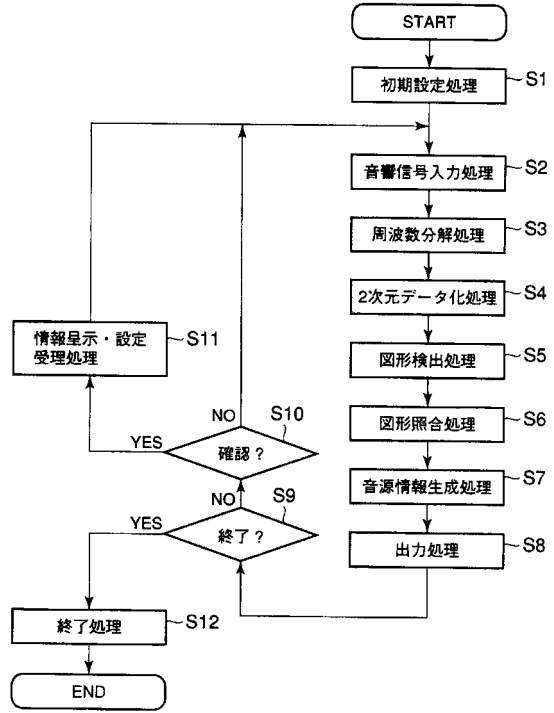 START
初期設定処理
S1
音響信号入力処理
S2
周波数分解処理
S3
2次元データ化処理
S4
図形検出処理
S5
図形照合処理
S6
音源情報生成処理
S7
出力処理
S8
終了？
S9
YES
NO
確認？
S10
YES
NO
情報呈示・設定
受理処理
S11
終了処理
S12
END